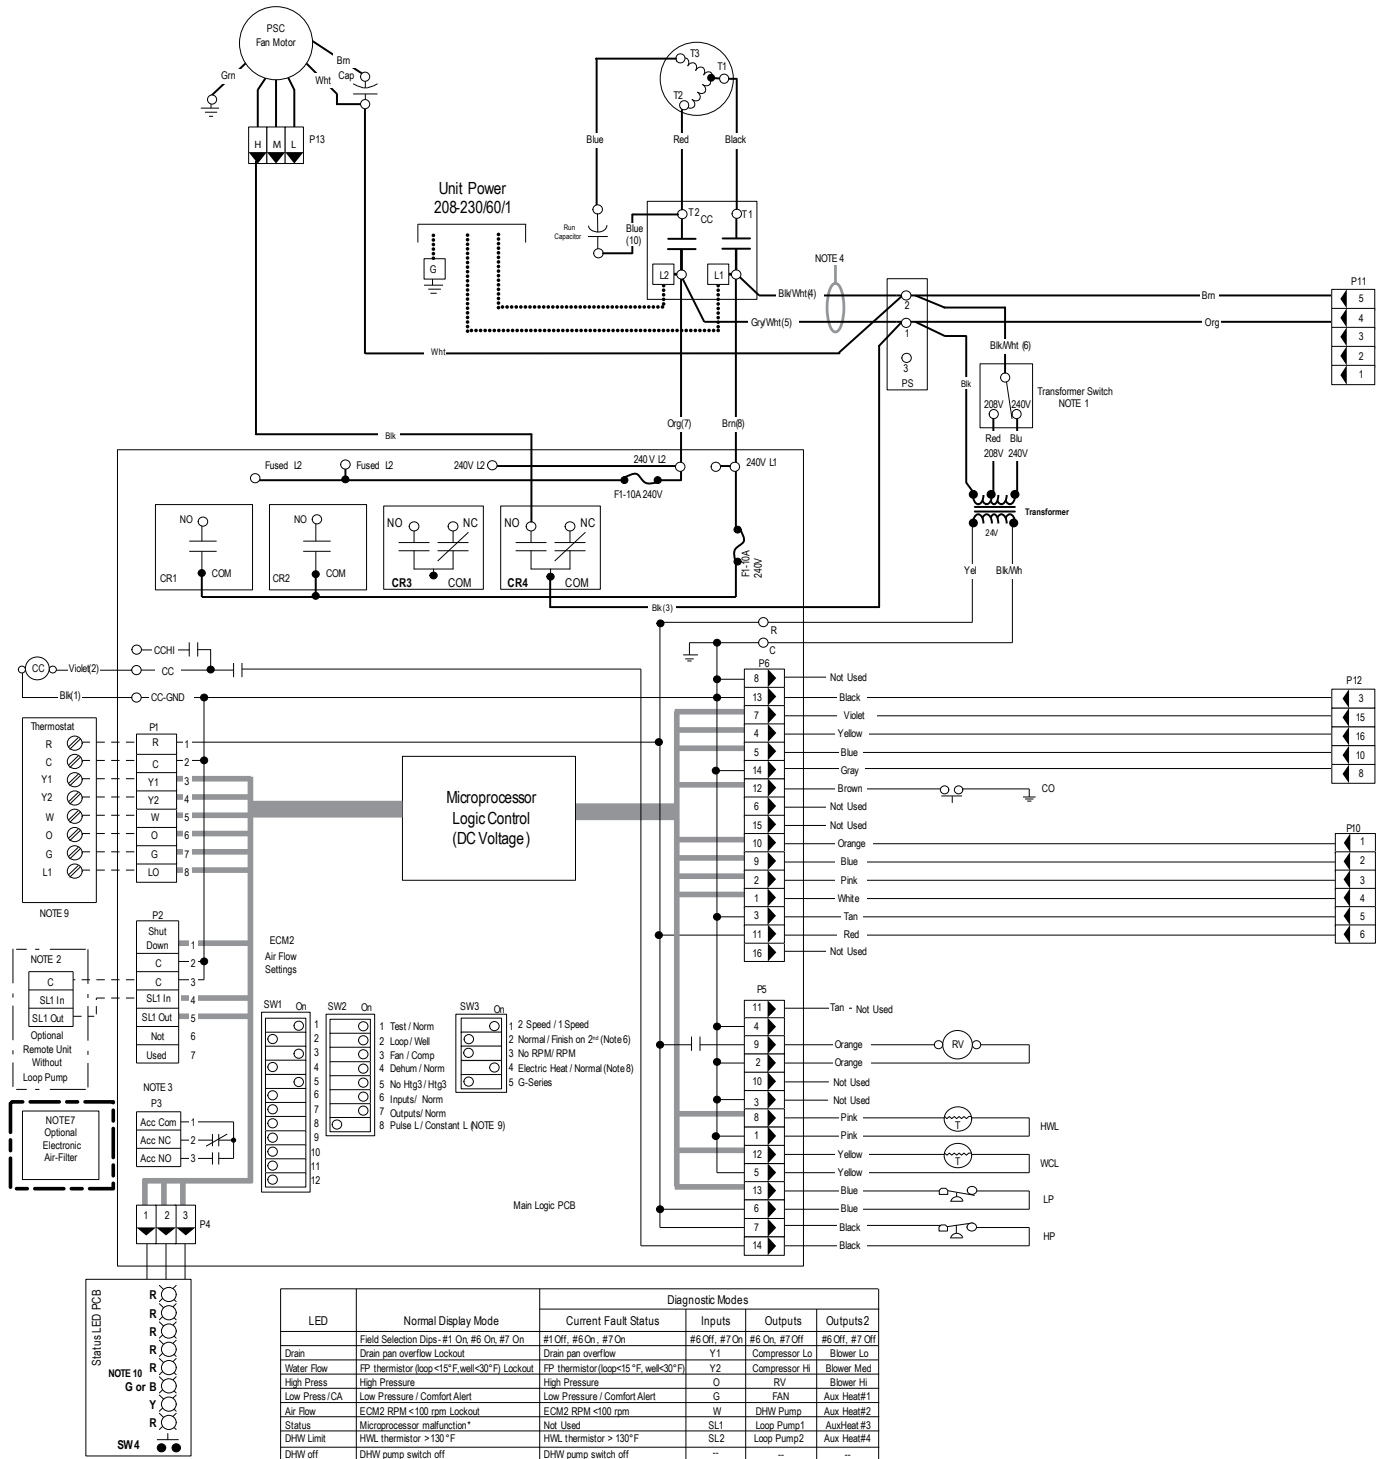 PSC
Fan Motor
Grn
Brn
Cap
Wht
H M L P13
T3
T1
T2
Blue
Red
Black
Unit Power
208-230/60/1
G
Run
Capacitor
Blue
(10)
T2 CC T1
L2 L1
NOTE 4
Blk/Wht(4)
Gry/Wht(5)
2
1
3
PS
Brn
Org
P11
5
4
3
2
1
Wht
Blk/Wht (6)
Blk
208V 240V
Transformer Switch
NOTE 1
Red Blu
208V 240V
Transformer
24V
Yel Blk/Wh
Blk
Org(7) Brn(8)
Fused L2 Fused L2 240V L2 240 V L2 240V L1
F1-10A 240V
F1-10A
240V
NO
CR1 COM
NO
CR2 COM
NO NC
CR3 COM
NO NC
CR4 COM
Blk(3)
R
C
CCHI
CC Violet(2) CC
Blk(1) CC-GND
Thermostat
R
C
Y1
Y2
W
O
G
L1
NOTE 9
P1
R 1
C 2
Y1 3
Y2 4
W 5
O 6
G 7
LO 8
Microprocessor
Logic Control
(DC Voltage)
P2
Shut
Down 1
C 2
C 3
SL1 In 4
SL1 Out 5
Not 6
Used 7
NOTE 2
C
SL1 In
SL1 Out
Optional
Remote Unit
Without
Loop Pump
NOTE 3
P3
Acc Com 1
Acc NC 2
Acc NO 3
NOTE7
Optional
Electronic
Air-Filter
ECM2
Air Flow
Settings
SW1 On
1
2
3
4
5
6
7
8
9
10
11
12
SW2 On
1 Test / Norm
2 Loop / Well
3 Fan / Comp
4 Dehum / Norm
5 No Htg3 / Htg3
6 Inputs/ Norm
7 Outputs/ Norm
8 Pulse L/ Constant L (NOTE 9)
SW3 On
1 2 Speed / 1 Speed
2 Normal / Finish on 2nd (Note 6)
3 No RPM/ RPM
4 Electric Heat / Normal (Note 8)
5 G-Series
Main Logic PCB
P6
8 Not Used
13 Black
7 Violet
4 Yellow
5 Blue
14 Gray
12 Brown CO
6 Not Used
15 Not Used
10 Orange
9 Blue
2 Pink
1 White
3 Tan
11 Red
16 Not Used
P12
3
15
16
10
8
P10
1
2
3
4
5
6
P5
11 Tan - Not Used
4
9 Orange RV
2 Orange
10 Not Used
3 Not Used
8 Pink T HWL
1 Pink
12 Yellow T WCL
5 Yellow
13 Blue LP
6 Blue
7 Black HP
14 Black
1 2 3 P4
Status LED PCB
R
R
R
R
R
NOTE 10
G or B
Y
R
SW4
Diagnostic Modes
LED Normal Display Mode Current Fault Status Inputs Outputs Outputs2
Field Selection Dips - #1 On, #6 On, #7 On #1 Off, #6 On, #7 On #6 Off, #7 On #6 On, #7 Off #6 Off, #7 Off
Drain Drain pan overflow Lockout Drain pan overflow Y1 Compressor Lo Blower Lo
Water Flow FP thermistor (loop<15°F, well<30°F) Lockout FP thermistor (loop<15°F, well<30°F) Y2 Compressor Hi Blower Med
High Press High Pressure High Pressure O RV Blower Hi
Low Press / CA Low Pressure / Comfort Alert Low Pressure / Comfort Alert G FAN Aux Heat#1
Air Flow ECM2 RPM <100 rpm Lockout ECM2 RPM <100 rpm W DHW Pump Aux Heat#2
Status Microprocessor malfunction* Not Used SL1 Loop Pump1 AuxHeat #3
DHW Limit HWL thermistor >130°F HWL thermistor > 130°F SL2 Loop Pump2 Aux Heat#4
DHW off DHW pump switch off DHW pump switch off -- -- --